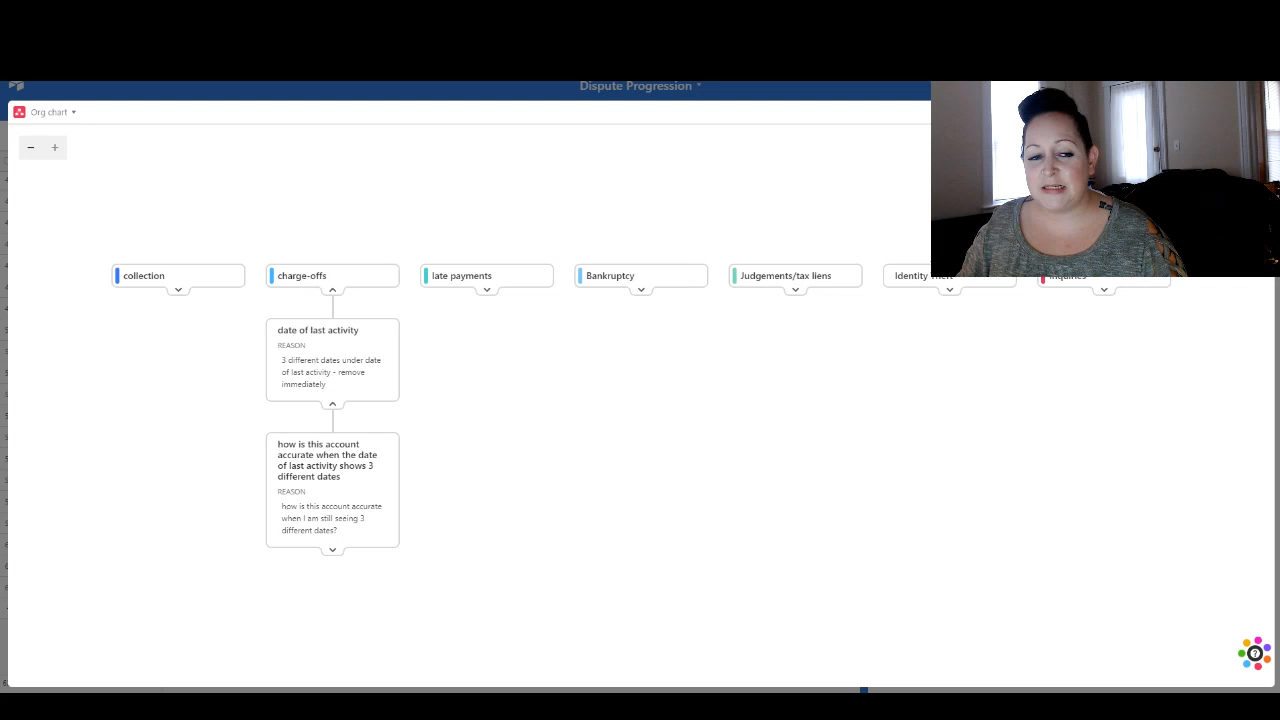 Dispute Progression
Org chart
collection
charge-offs
late payments
Bankruptcy
Judgements/tax liens
Identity Theft
Inquiries
date of last activity
REASON
3 different dates under date
of last activity - remove
immediately
how is this account
accurate when the date
of last activity shows 3
different dates
REASON
how is this account accurate
when I am still seeing 3
different dates?